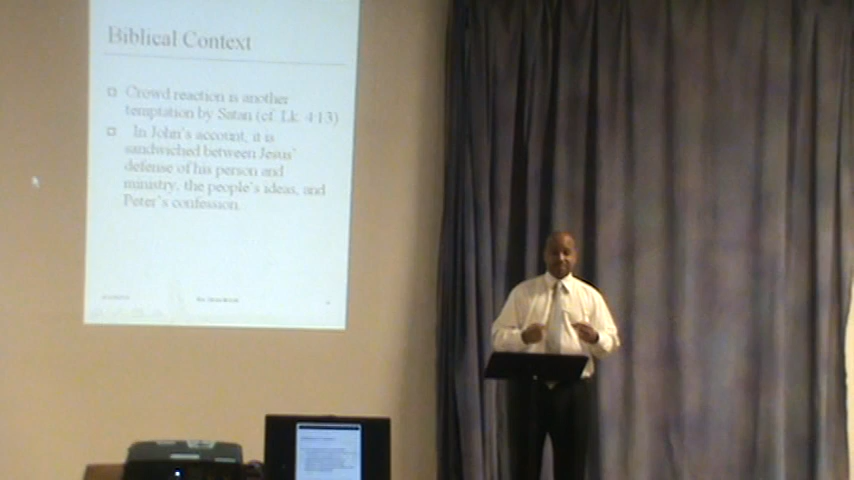 Biblical Context
Crowd reaction is another
temptation by Satan (cf. Lk. 4:13)
In John's account, it is
sandwiched between Jesus'
defense of his person and
ministry, the people's ideas, and
Peter's confession.